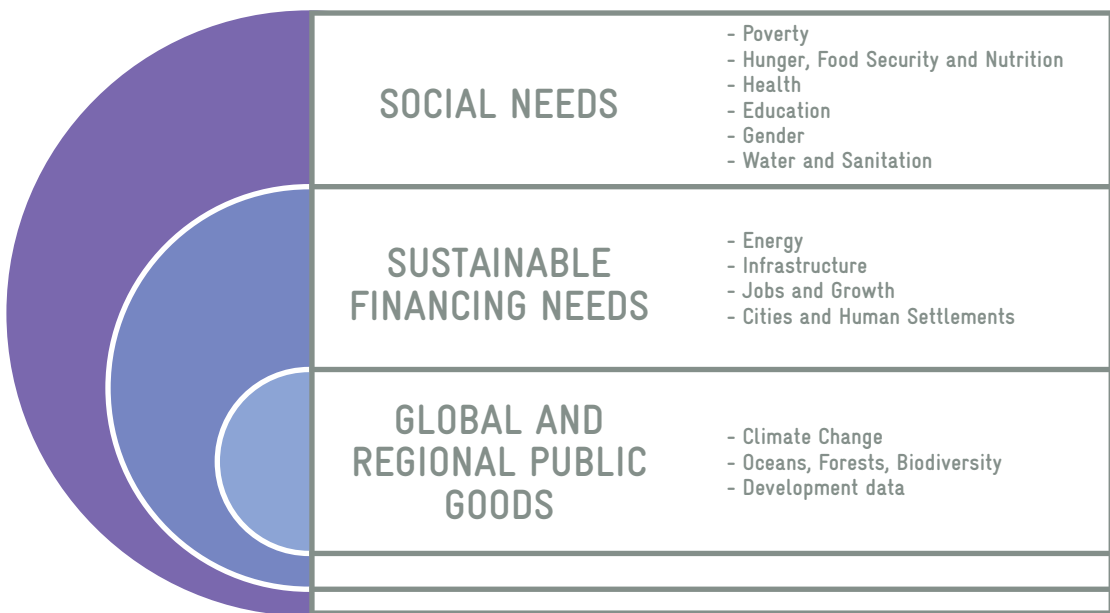 SOCIAL NEEDS
- Poverty
- Hunger, Food Security and Nutrition
- Health
- Education
- Gender
- Water and Sanitation
SUSTAINABLE
FINANCING NEEDS
- Energy
- Infrastructure
- Jobs and Growth
- Cities and Human Settlements
GLOBAL AND
REGIONAL PUBLIC
GOODS
- Climate Change
- Oceans, Forests, Biodiversity
- Development data